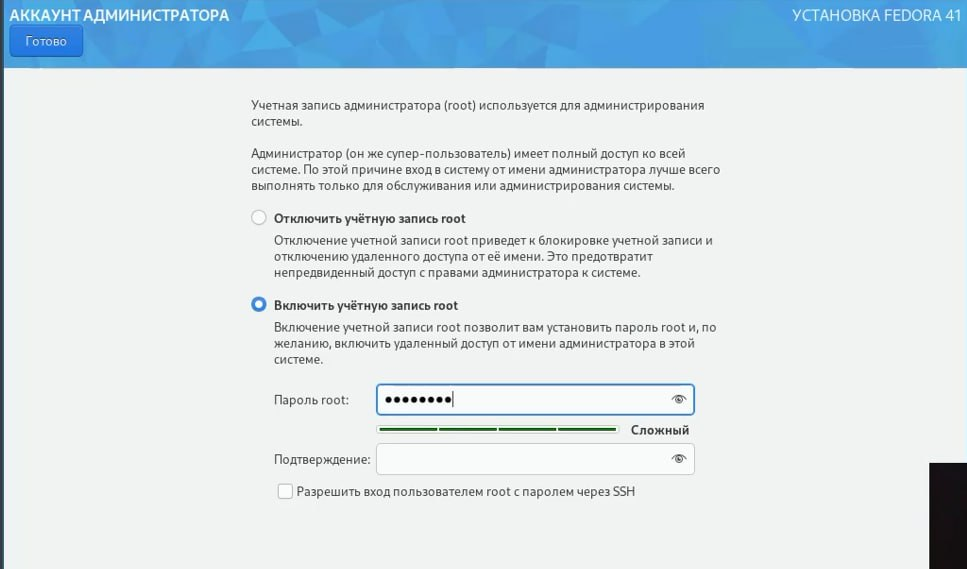 АККАУНТ АДМИНИСТРАТОРА
УСТАНОВКА FEDORA 41
Готово
Учетная запись администратора (root) используется для администрирования
системы.
Администратор (он же супер-пользователь) имеет полный доступ ко всей
системе. По этой причине вход в систему от имени администратора лучше всего
выполнять только для обслуживания или администрирования системы.
Отключить учётную запись root
Отключение учетной записи root приведет к блокировке учетной записи и
отключению удаленного доступа от её имени. Это предотвратит
непредвиденный доступ с правами администратора к системе.
Включить учётную запись root
Включение учетной записи root позволит вам установить пароль root и, по
желанию, включить удаленный доступ от имени администратора в этой
системе.
Пароль root: ●●●●●●●●
Сложный
Подтверждение:
Разрешить вход пользователем root с паролем через SSH